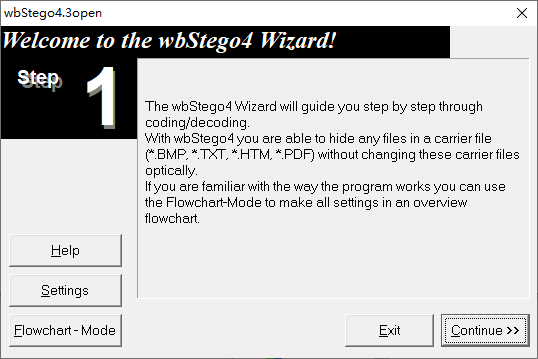 wbStego4.3open
Welcome to the wbStego4 Wizard!
Step 1
The wbStego4 Wizard will guide you step by step through
coding/decoding.
With wbStego4 you are able to hide any files in a carrier file
(*.BMP, *.TXT, *.HTM, *.PDF) without changing these carrier files
optically.
If you are familiar with the way the program works you can use
the Flowchart-Mode to make all settings in an overview
flowchart.
Help
Settings
Flowchart - Mode
Exit
Continue >>